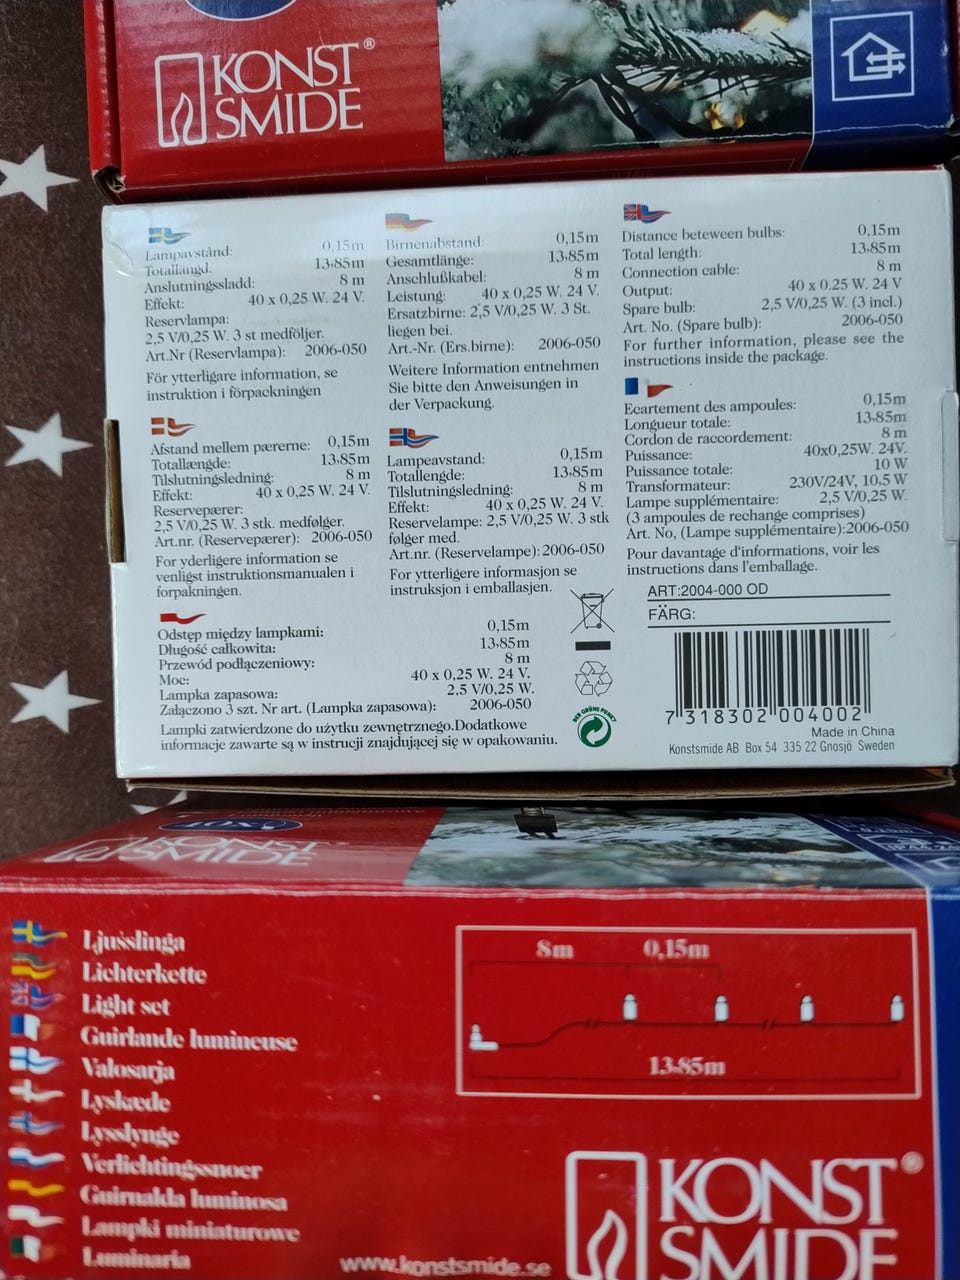 KONST®
SMIDE
Lampavstånd: 0,15m
Totallängd: 13,85m
Anslutningssladd: 8 m
Effekt: 40 x 0,25 W. 24 V.
Reservlampa:
2,5 V/0,25 W. 3 st medföljer.
Art.Nr (Reservlampa): 2006-050
För ytterligare information, se
instruktion i förpackningen
Birnenabstand: 0,15m
Gesamtlänge: 13,85m
Anschlußkabel: 8 m
Leistung: 40 x 0,25 W. 24 V.
Ersatzbirne: 2,5 V/0,25 W. 3 St.
liegen bei.
Art.-Nr. (Ers.birne): 2006-050
Weitere Information entnehmen
Sie bitte den Anweisungen in
der Verpackung.
Distance beteween bulbs: 0,15m
Total length: 13,85m
Connection cable: 8 m
Output: 40 x 0.25 W. 24 V
Spare bulb: 2,5 V/0,25 W. (3 incl.)
Art. No. (Spare bulb): 2006-050
For further information, please see the
instructions inside the package.
Afstand mellem pærerne: 0,15m
Totallængde: 13,85m
Tilslutningsledning: 8 m
Effekt: 40 x 0,25 W. 24 V.
Reservepærer:
2,5 V/0,25 W. 3 stk. medfølger.
Art.nr. (Reservepærer): 2006-050
For yderligere information se
venligst instruktionsmanualen i
forpakningen.
Lampeavstand: 0,15m
Totallengde: 13,85m
Tilslutningsledning: 8 m
Effekt: 40 x 0,25 W. 24 V.
Reservelampe: 2,5 V/0,25 W. 3 stk
følger med.
Art.nr. (Reservelampe): 2006-050
For ytterligere informasjon se
instruksjon i emballasjen.
Ecartement des ampoules: 0,15m
Longueur totale: 13,85m
Cordon de raccordement: 8 m
Puissance: 40x0,25W. 24V.
Puissance totale: 10 W
Transformateur: 230V/24V, 10,5 W
Lampe supplémentaire: 2,5 V/0,25 W.
(3 ampoules de rechange comprises)
Art. No, (Lampe supplémentaire):2006-050
Pour davantage d'informations, voir les
instructions dans l'emballage.
Odstęp między lampkami: 0,15m
Długość całkowita: 13,85m
Przewód podłączeniowy: 8 m
Moc: 40 x 0,25 W. 24 V.
Lampka zapasowa: 2,5 V/0,25 W.
Załączono 3 szt. Nr art. (Lampka zapasowa): 2006-050
Lampki zatwierdzone do użytku zewnętrznego.Dodatkowe
informacje zawarte są w instrucji znajdującej się w opakowaniu.
DER GRÜNE PUNKT
ART:2004-000 OD
FÄRG:
7 318302 004002
Made in China
Konstsmide AB Box 54 335 22 Gnosjö Sweden
KONST
SMIDE
Ljusslinga
Lichterkette
Light set
Guirlande lumineuse
Valosarja
Lyskæde
Lysslynge
Verlichtingssnoer
Guirnalda luminosa
Lampki miniaturowe
Luminaria
8m 0,15m
13,85m
www.konstsmide.se
KONST®
SMIDE